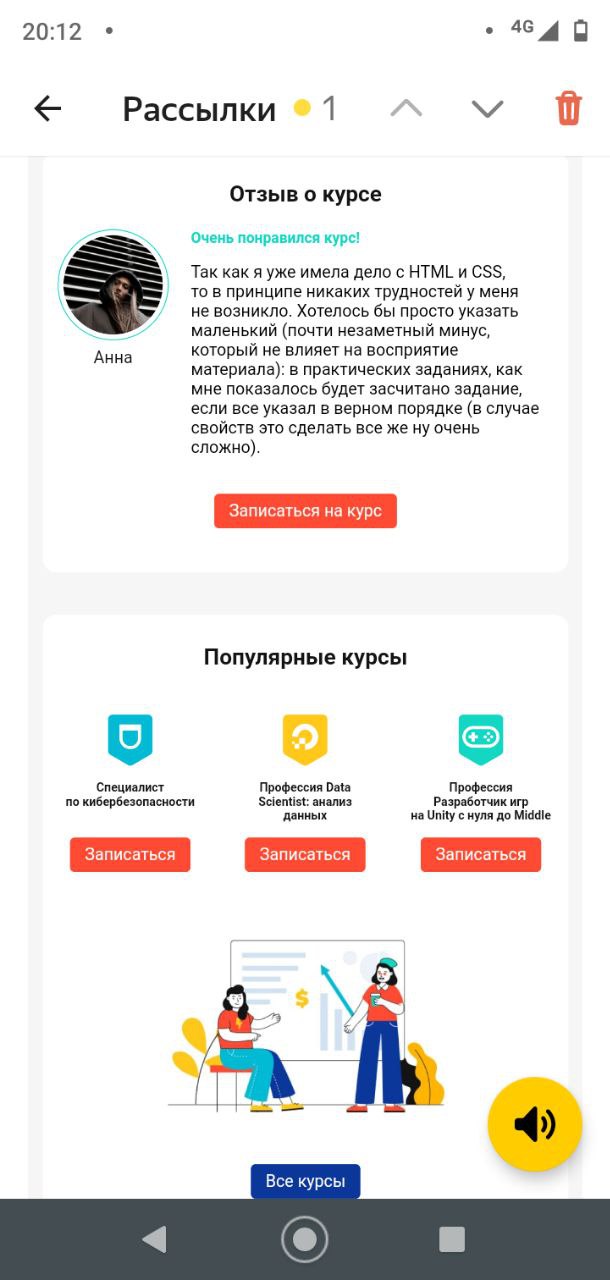 20:12
4G
Рассылки 1
Отзыв о курсе
Очень понравился курс!
Так как я уже имела дело с HTML и CSS,
то в принципе никаких трудностей у меня
не возникло. Хотелось бы просто указать
маленький (почти незаметный минус,
который не влияет на восприятие
материала): в практических заданиях, как
мне показалось будет засчитано задание,
если все указал в верном порядке (в случае
свойств это сделать все же ну очень
сложно).
Анна
Записаться на курс
Популярные курсы
Специалист
по кибербезопасности
Записаться
Профессия Data
Scientist: анализ
данных
Записаться
Профессия
Разработчик игр
на Unity с нуля до Middle
Записаться
$
Все курсы